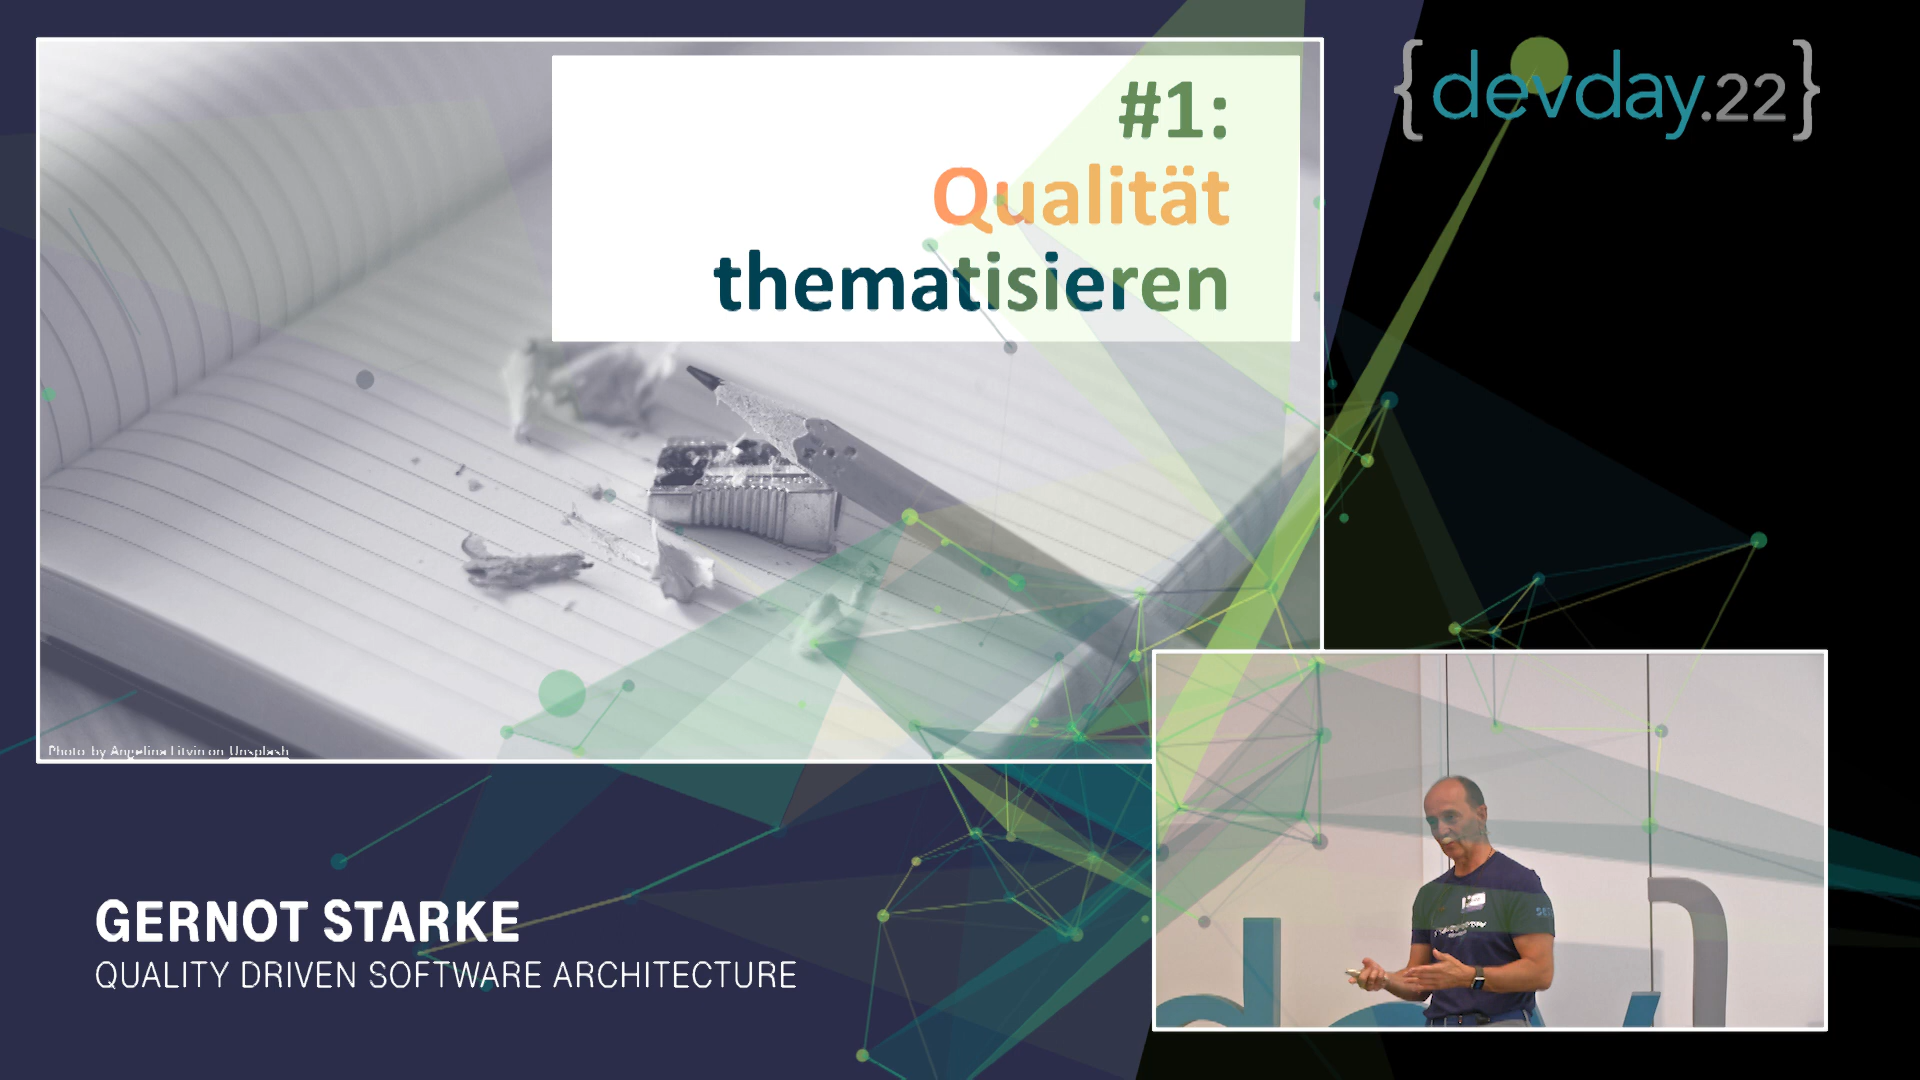 #1:
Qualität
thematisieren
{devday.22}
Photo by Angelina Litvin on Unsplash
GERNOT STARKE
QUALITY DRIVEN SOFTWARE ARCHITECTURE